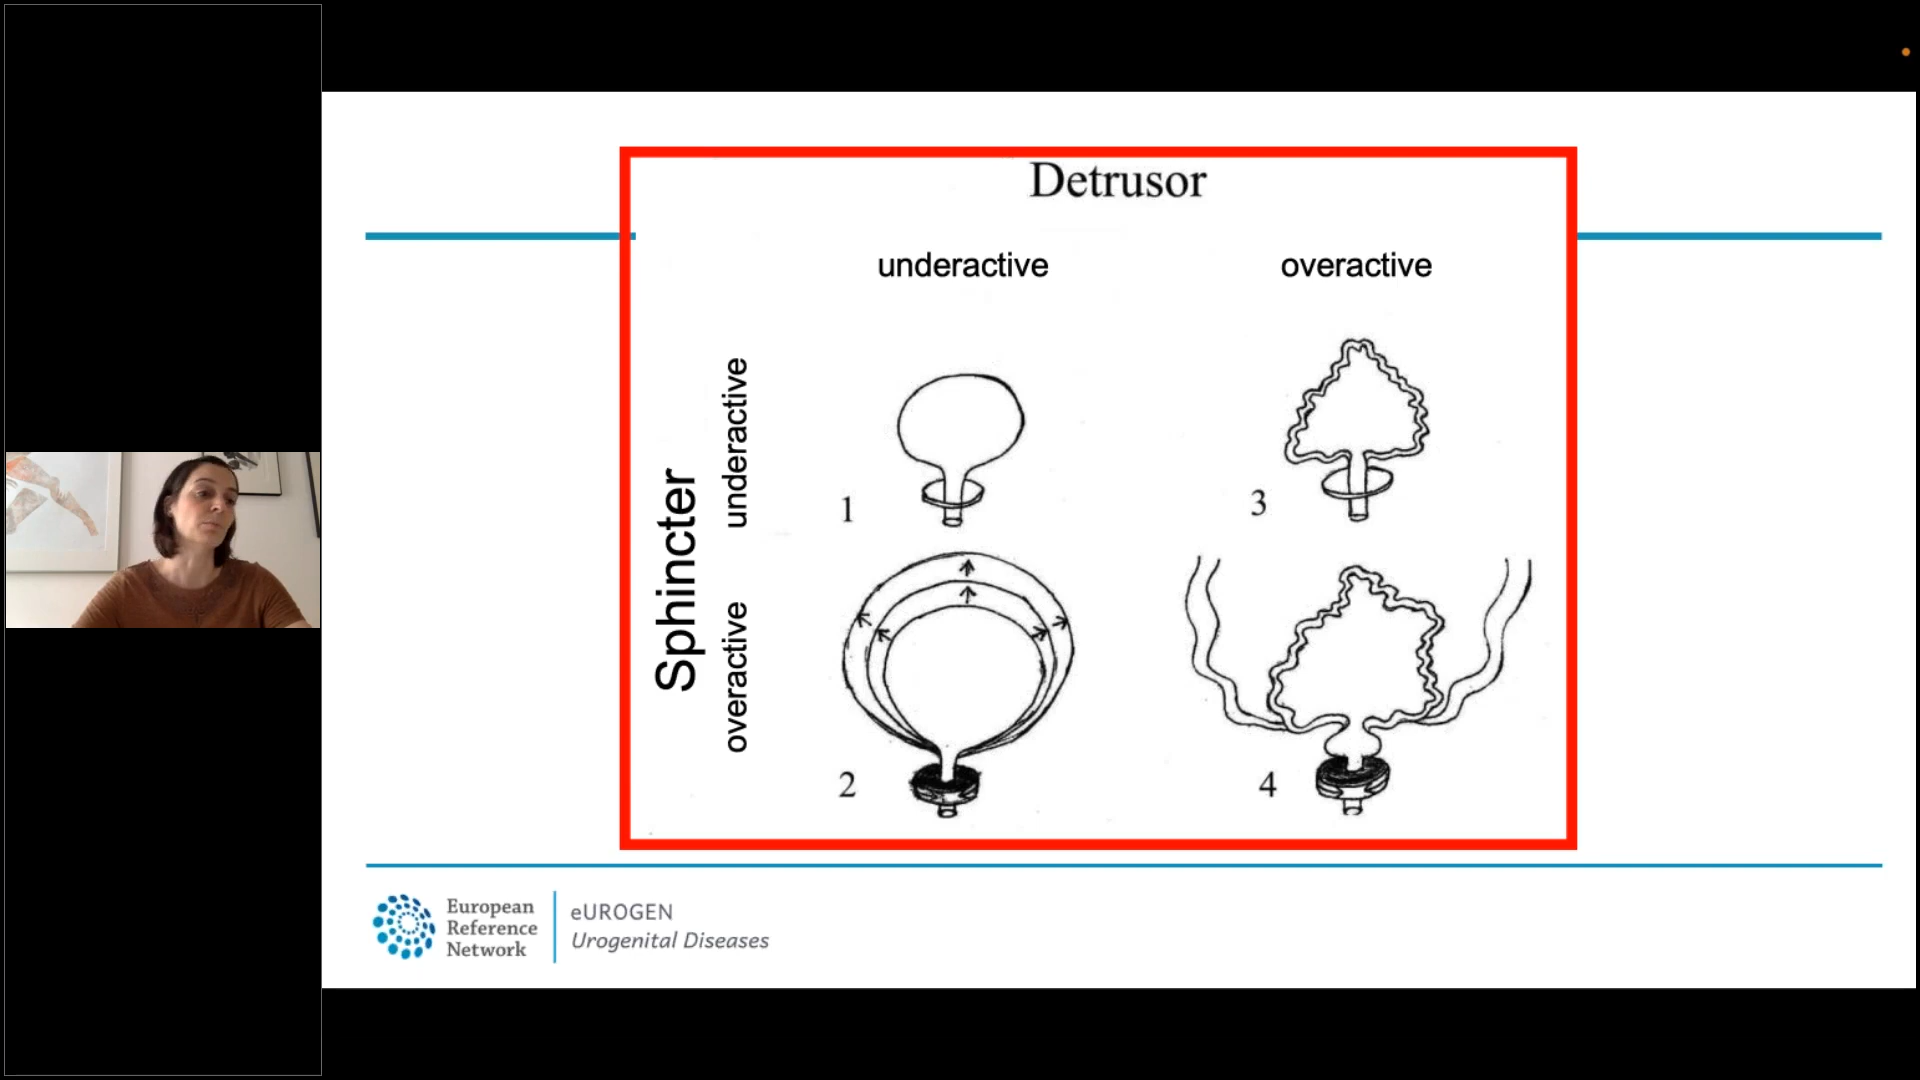 Detrusor
underactive
overactive
Sphincter
underactive
overactive
1
3
2
4
European
Reference
Network
eUROGEN
Urogenital Diseases